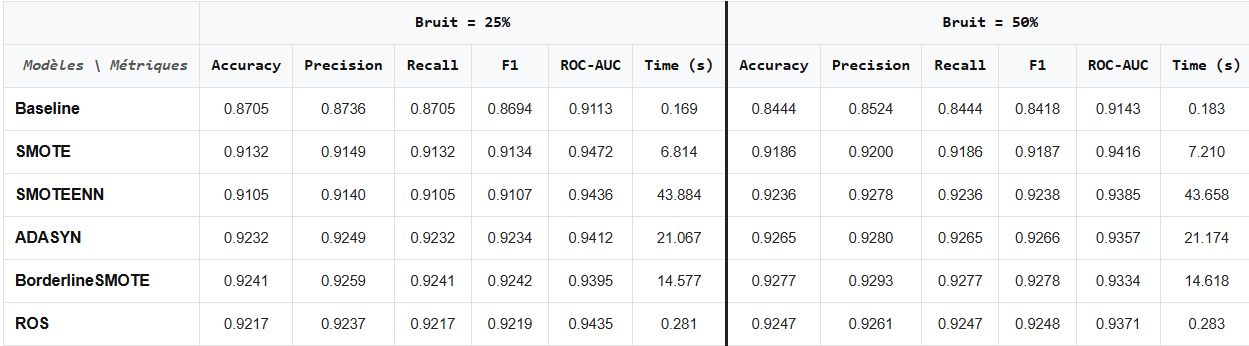 Bruit = 25% Bruit = 50%
Modèles \ Métriques Accuracy Precision Recall F1 ROC-AUC Time (s) Accuracy Precision Recall F1 ROC-AUC Time (s)
Baseline 0.8705 0.8736 0.8705 0.8694 0.9113 0.169 0.8444 0.8524 0.8444 0.8418 0.9143 0.183
SMOTE 0.9132 0.9149 0.9132 0.9134 0.9472 6.814 0.9186 0.9200 0.9186 0.9187 0.9416 7.210
SMOTEENN 0.9105 0.9140 0.9105 0.9107 0.9436 43.884 0.9236 0.9278 0.9236 0.9238 0.9385 43.658
ADASYN 0.9232 0.9249 0.9232 0.9234 0.9412 21.067 0.9265 0.9280 0.9265 0.9266 0.9357 21.174
BorderlineSMOTE 0.9241 0.9259 0.9241 0.9242 0.9395 14.577 0.9277 0.9293 0.9277 0.9278 0.9334 14.618
ROS 0.9217 0.9237 0.9217 0.9219 0.9435 0.281 0.9247 0.9261 0.9247 0.9248 0.9371 0.283